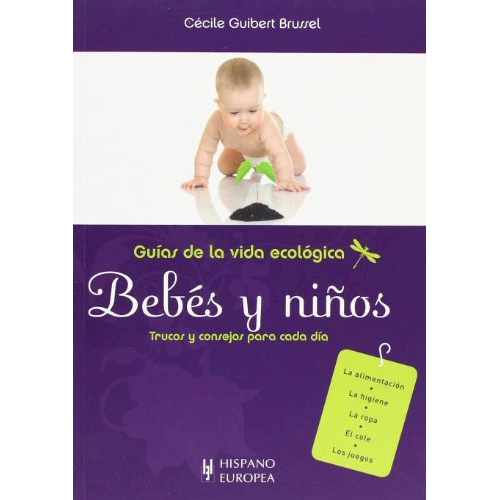 Cécile Guibert Brussel
Guías de la vida ecológica
Bebés y niños
Trucos y consejos para cada día
La alimentación
La higiene
La ropa
El cole
Los juegos
HISPANO
EUROPEA